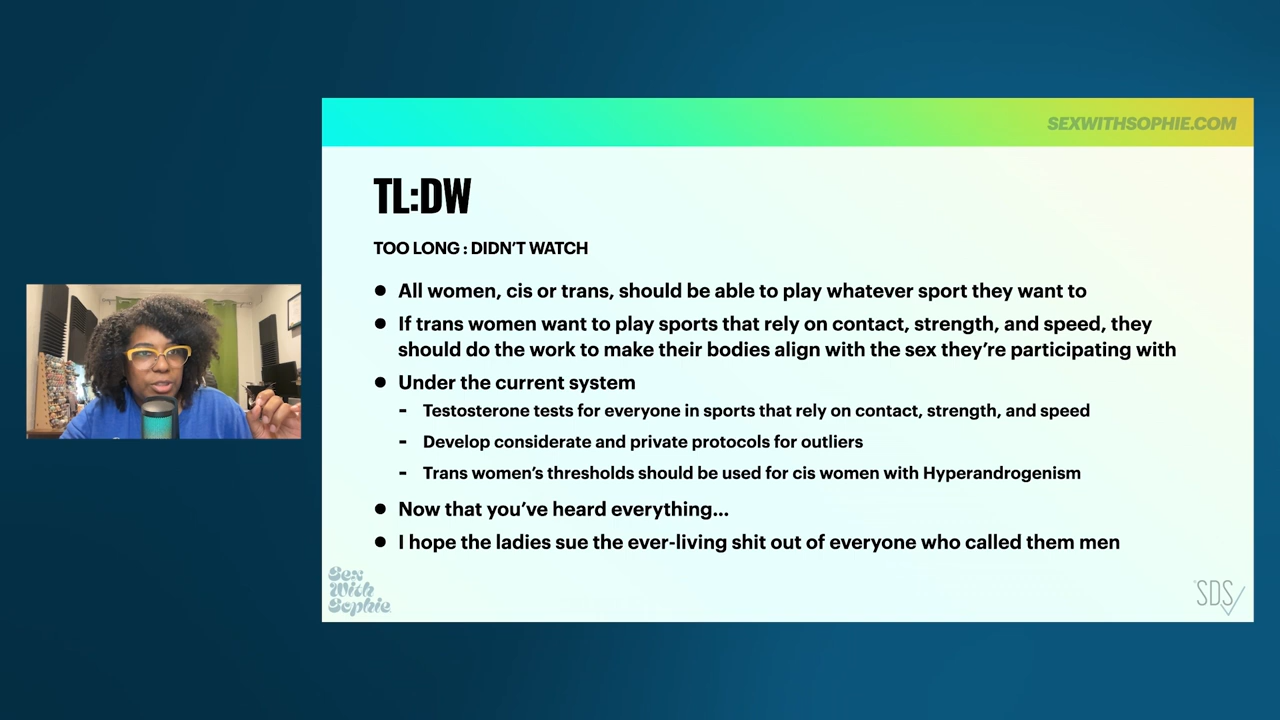 SEXWITHSOPHIE.COM
TL:DW
TOO LONG : DIDN'T WATCH
● All women, cis or trans, should be able to play whatever sport they want to
● If trans women want to play sports that rely on contact, strength, and speed, they
should do the work to make their bodies align with the sex they're participating with
● Under the current system
- Testosterone tests for everyone in sports that rely on contact, strength, and speed
- Develop considerate and private protocols for outliers
- Trans women's thresholds should be used for cis women with Hyperandrogenism
● Now that you've heard everything...
● I hope the ladies sue the ever-living shit out of everyone who called them men
Sex
With
Sophie
SDS